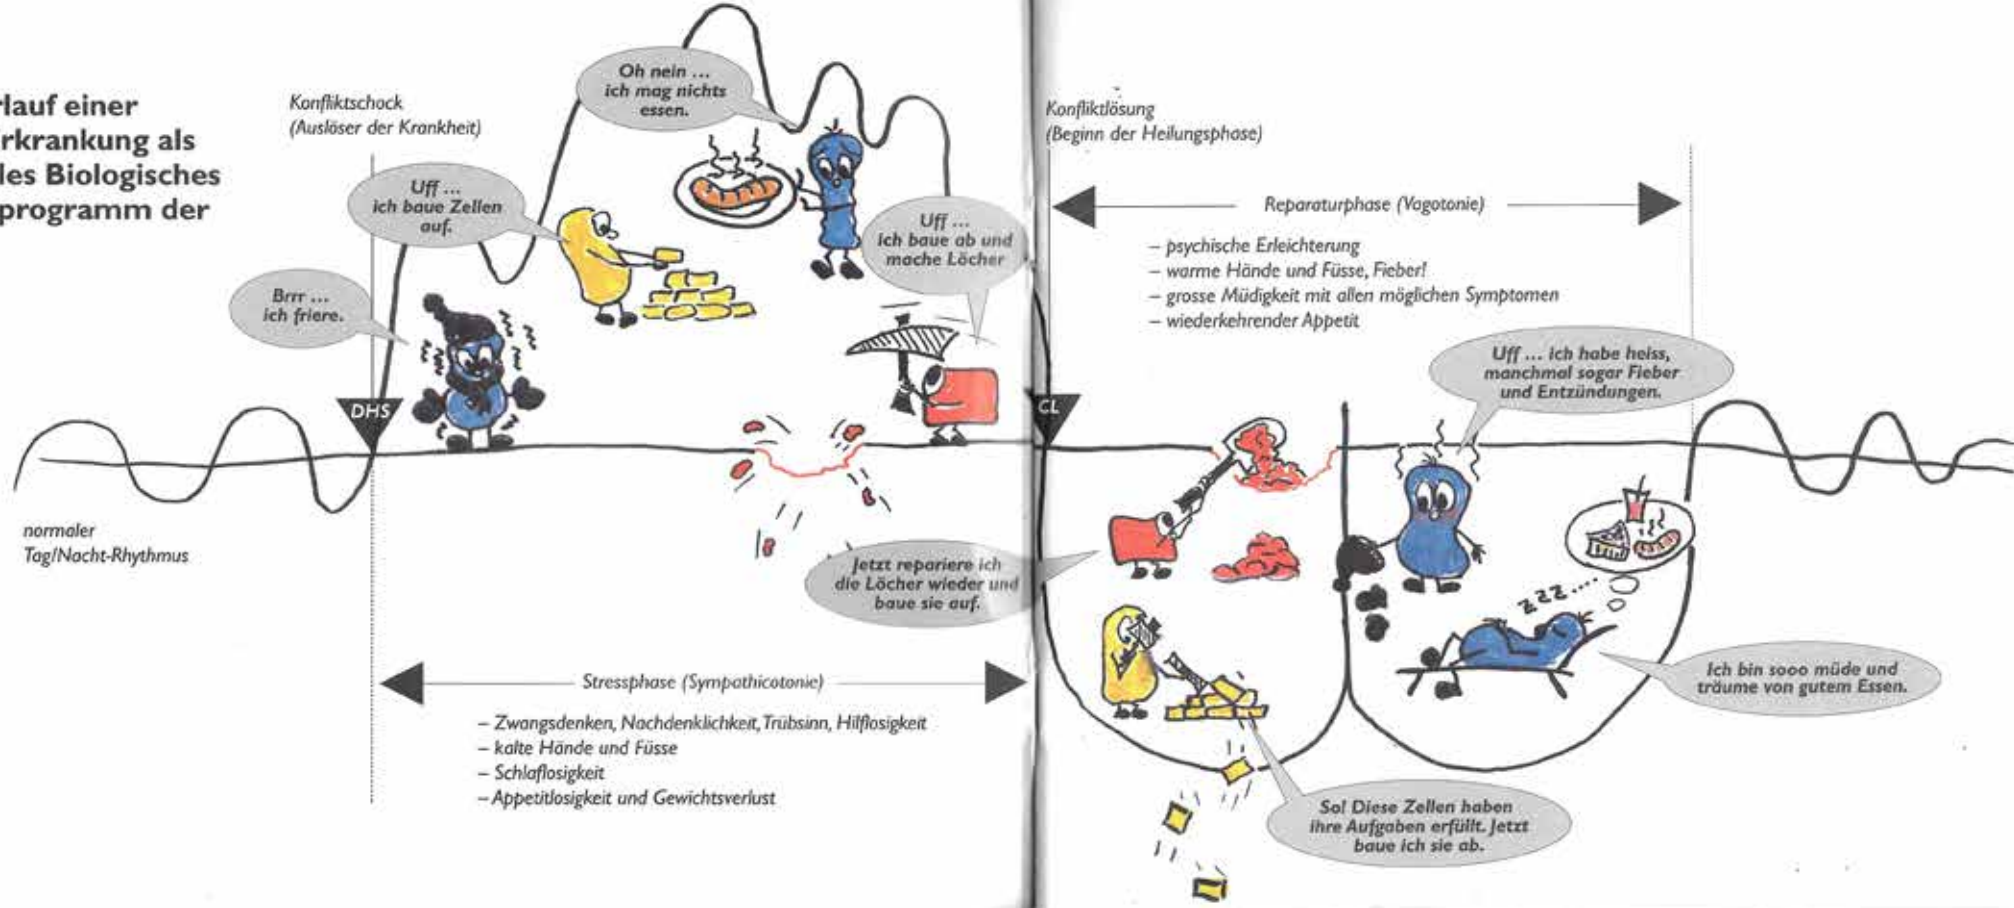 rlauf einer
rkrankung als
les Biologisches
programm der
Konfliktschock
(Auslöser der Krankheit)
Oh nein ...
ich mag nichts
essen.
Uff ...
ich baue Zellen
auf.
Brrr ...
ich friere.
Uff ...
ich baue ab und
mache Löcher
DHS
normaler
Tag/Nacht-Rhythmus
Stressphase (Sympathicotonie)
– Zwangsdenken, Nachdenklichkeit, Trübsinn, Hilflosigkeit
– kalte Hände und Füsse
– Schlaflosigkeit
– Appetitlosigkeit und Gewichtsverlust
Konfliktlösung
(Beginn der Heilungsphase)
Reparaturphase (Vagotonie)
– psychische Erleichterung
– warme Hände und Füsse, Fieber!
– grosse Müdigkeit mit allen möglichen Symptomen
– wiederkehrender Appetit
CL
Uff ... ich habe heiss,
manchmal sogar Fieber
und Entzündungen.
Jetzt repariere ich
die Löcher wieder und
baue sie auf.
zzz....
Ich bin sooo müde und
träume von gutem Essen.
So! Diese Zellen haben
ihre Aufgaben erfüllt. Jetzt
baue ich sie ab.